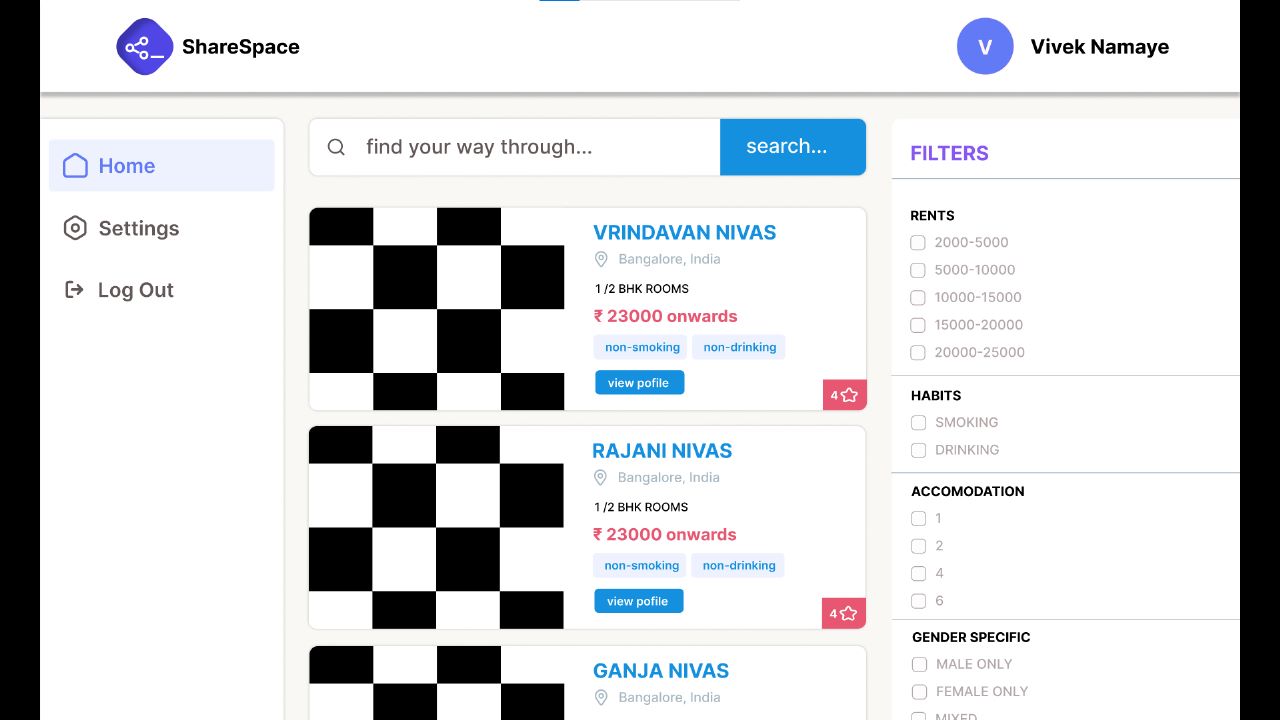 ShareSpace
V
Vivek Namaye
Home
Settings
Log Out
find your way through...
search...
VRINDAVAN NIVAS
Bangalore, India
1 /2 BHK ROOMS
₹ 23000 onwards
non-smoking
non-drinking
view pofile
4
RAJANI NIVAS
Bangalore, India
1 /2 BHK ROOMS
₹ 23000 onwards
non-smoking
non-drinking
view pofile
4
GANJA NIVAS
Bangalore, India
FILTERS
RENTS
2000-5000
5000-10000
10000-15000
15000-20000
20000-25000
HABITS
SMOKING
DRINKING
ACCOMODATION
1
2
4
6
GENDER SPECIFIC
MALE ONLY
FEMALE ONLY
MIXED